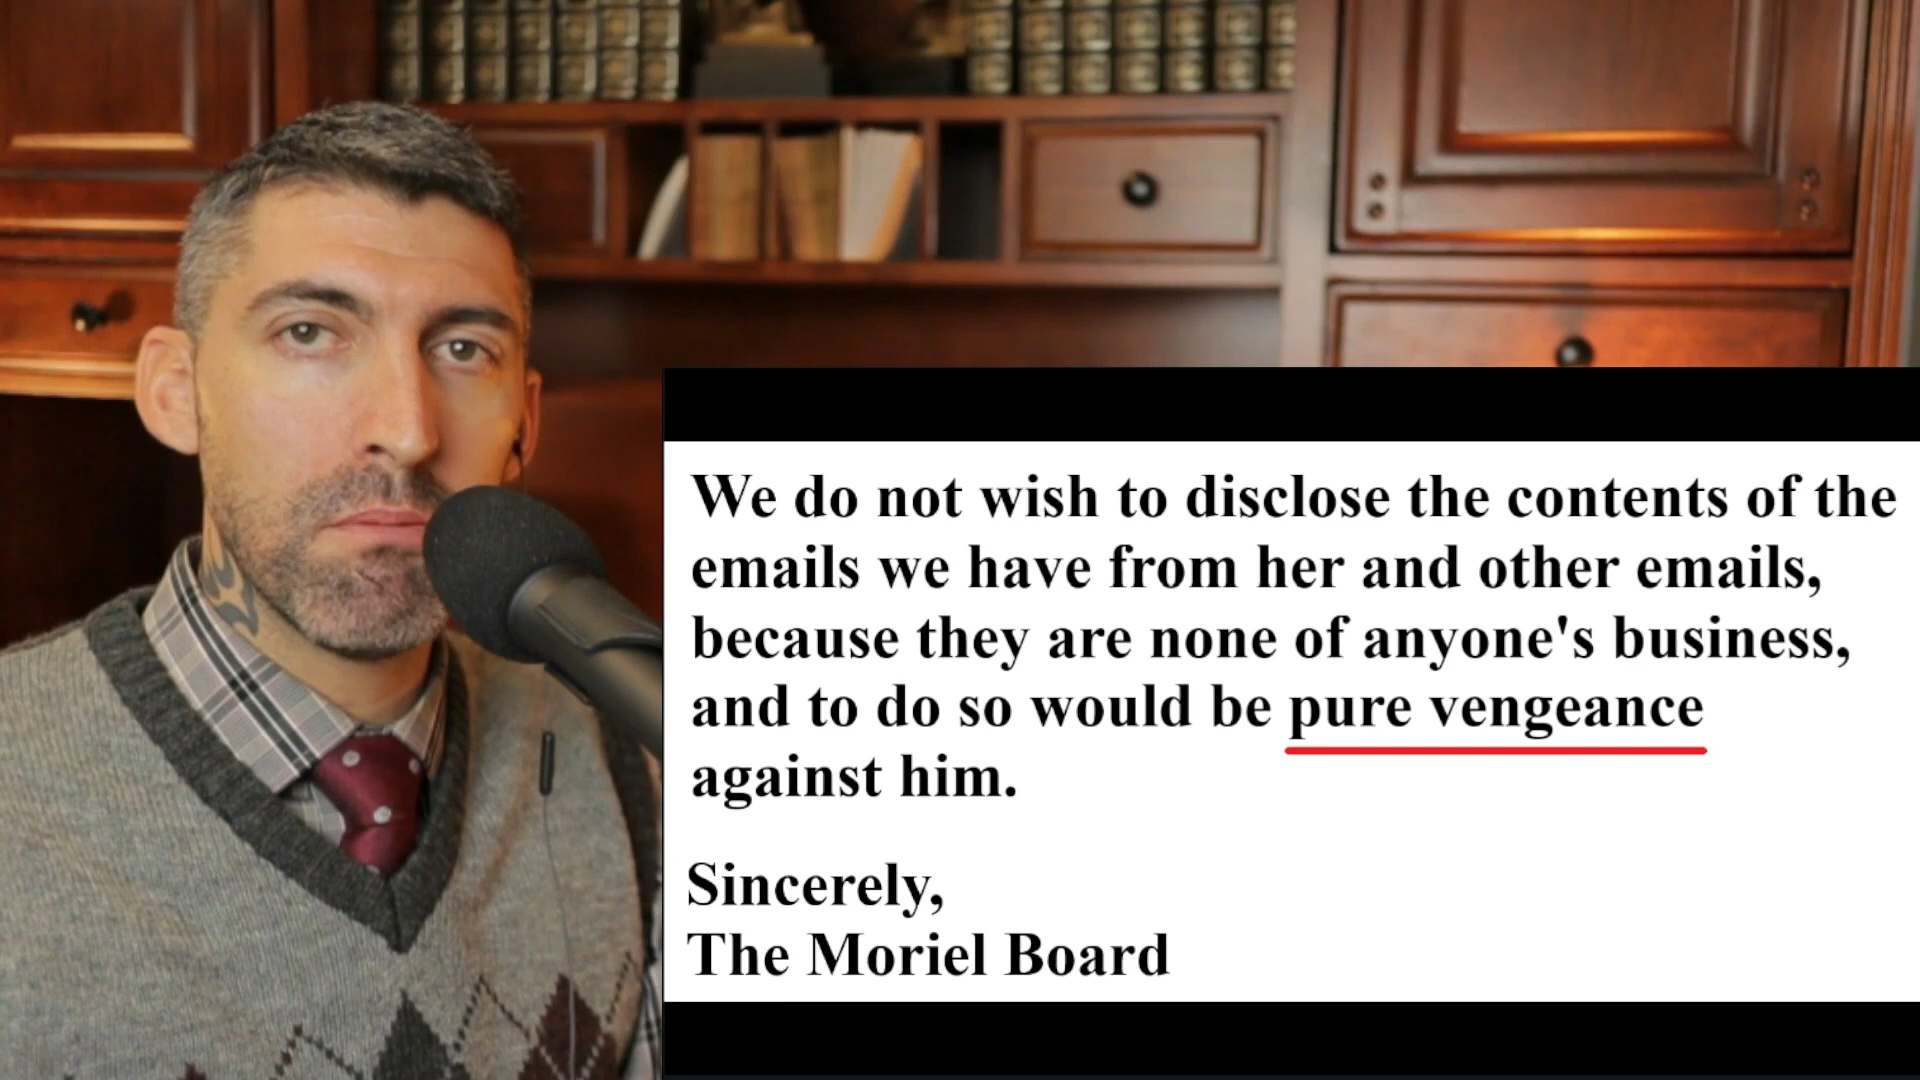 We do not wish to disclose the contents of the
emails we have from her and other emails,
because they are none of anyone's business,
and to do so would be pure vengeance
against him.
Sincerely,
The Moriel Board